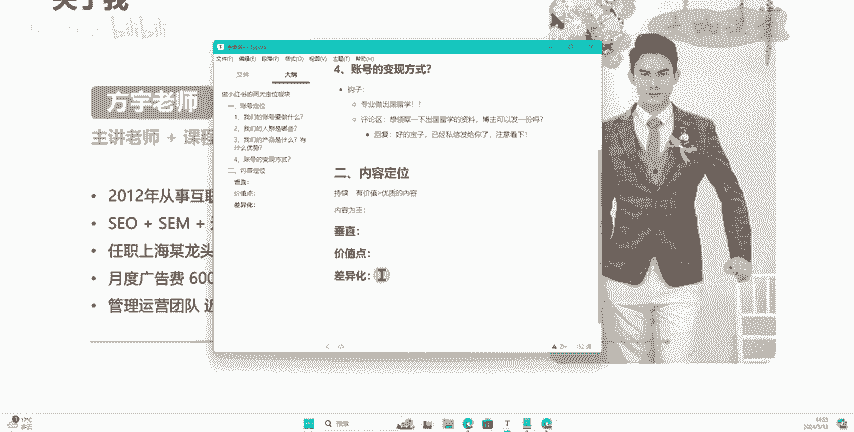 关于我
bilibili
方宇老师
主讲老师 + 课程
2012年从事互联
SEO + SEM +
任职上海某龙头
月度广告费 600
管理运营团队 近
文件(F) 编辑(E) 段落(P) 格式(O) 视图(V) 主题(T) 帮助(H)
文件 大纲
做小红书的两大定位板块
一、账号定位
1、我们的账号要做什么？
2、我们的人群是哪些？
3、我们的产品是什么？有什么优势？
4、账号的变现方式？
二、内容定位
垂直：
价值点：
差异化：
4、账号的变现方式？
钩子：
专业做出国留学！！
评论区：想领取一下出国留学的资料，博主可以发一份吗？
回复：好的宝子，已经私信发给你了，注意看下！
二、内容定位
持续 有价值>优质的内容
内容为王：
垂直：
价值点：
差异化：
搜索
17°C